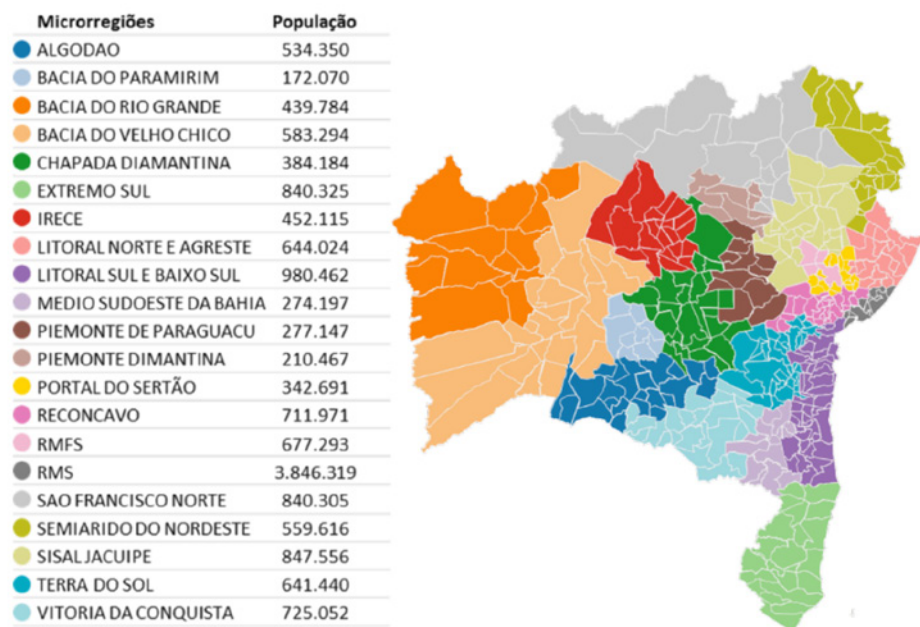 Microrregiões População
ALGODAO 534.350
BACIA DO PARAMIRIM 172.070
BACIA DO RIO GRANDE 439.784
BACIA DO VELHO CHICO 583.294
CHAPADA DIAMANTINA 384.184
EXTREMO SUL 840.325
IRECE 452.115
LITORAL NORTE E AGRESTE 644.024
LITORAL SUL E BAIXO SUL 980.462
MEDIO SUDOESTE DA BAHIA 274.197
PIEMONTE DE PARAGUACU 277.147
PIEMONTE DIMANTINA 210.467
PORTAL DO SERTÃO 342.691
RECONCAVO 711.971
RMFS 677.293
RMS 3.846.319
SAO FRANCISCO NORTE 840.305
SEMIARIDO DO NORDESTE 559.616
SISAL JACUIPE 847.556
TERRA DO SOL 641.440
VITORIA DA CONQUISTA 725.052